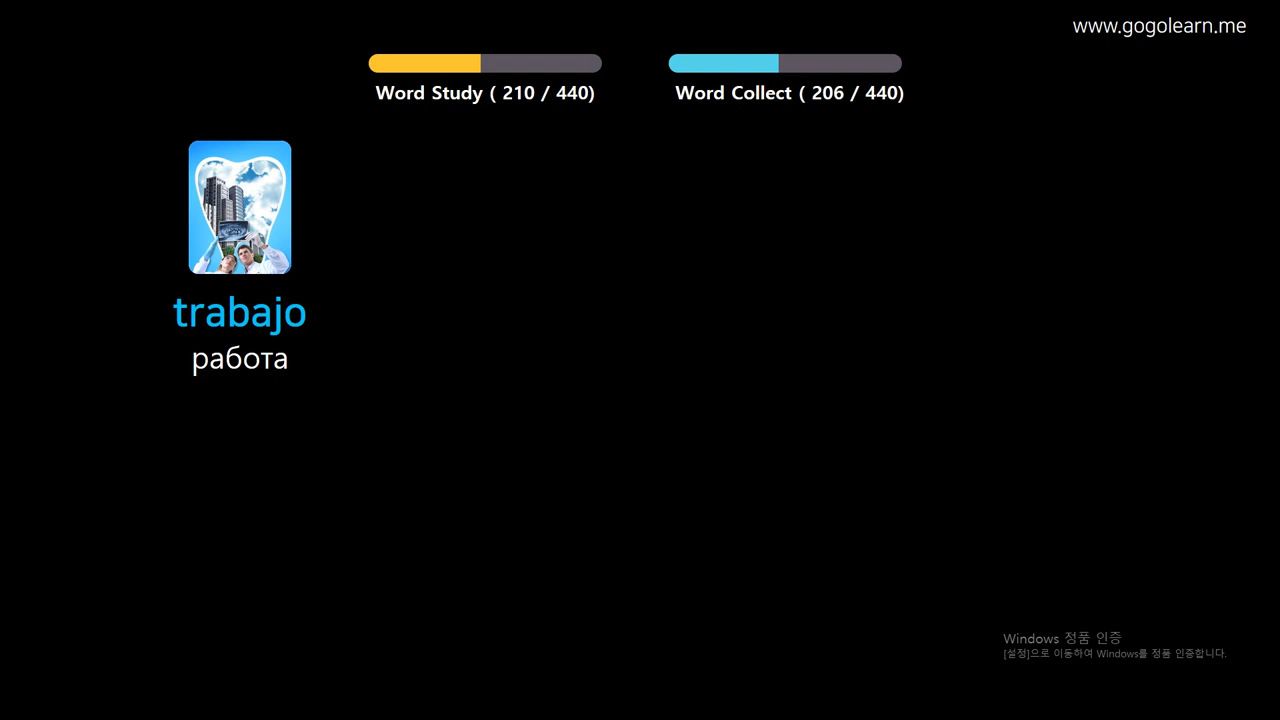 www.gogolearn.me
Word Study ( 210 / 440)
Word Collect ( 206 / 440)
trabajo
работа
Windows 정품 인증
[설정]으로 이동하여 Windows를 정품 인증합니다.